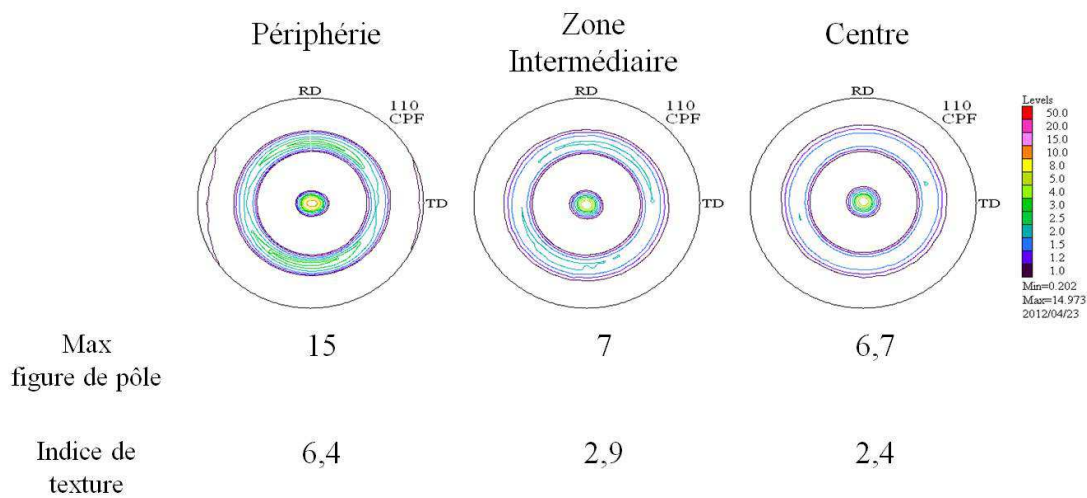 Périphérie
Zone
Intermédiaire
Centre
RD
110
CPF
TD
RD
110
CPF
TD
RD
110
CPF
TD
Levels
50.0
20.0
15.0
10.0
8.0
5.0
4.0
3.0
2.5
2.0
1.5
1.2
1.0
Min=0.202
Max=14.973
2012/04/23
Max
figure de pôle
15
7
6,7
Indice de
texture
6,4
2,9
2,4